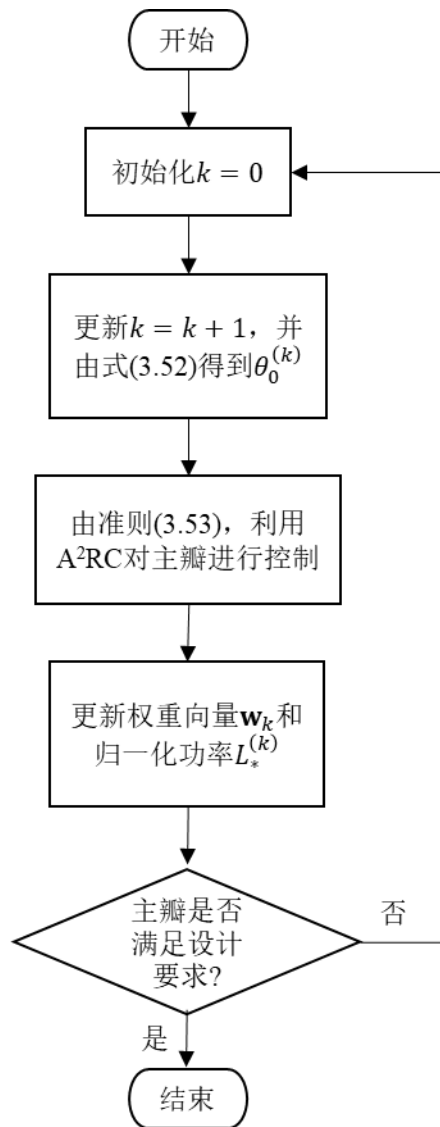 开始
初始化k = 0
更新k = k + 1，并
由式(3.52)得到θ₀⁽ᵏ⁾
由准则(3.53)，利用
A²RC对主瓣进行控制
更新权重向量𝐰ₖ和
归一化功率L⁎⁽ᵏ⁾
主瓣是否
满足设计
要求?
否
是
结束